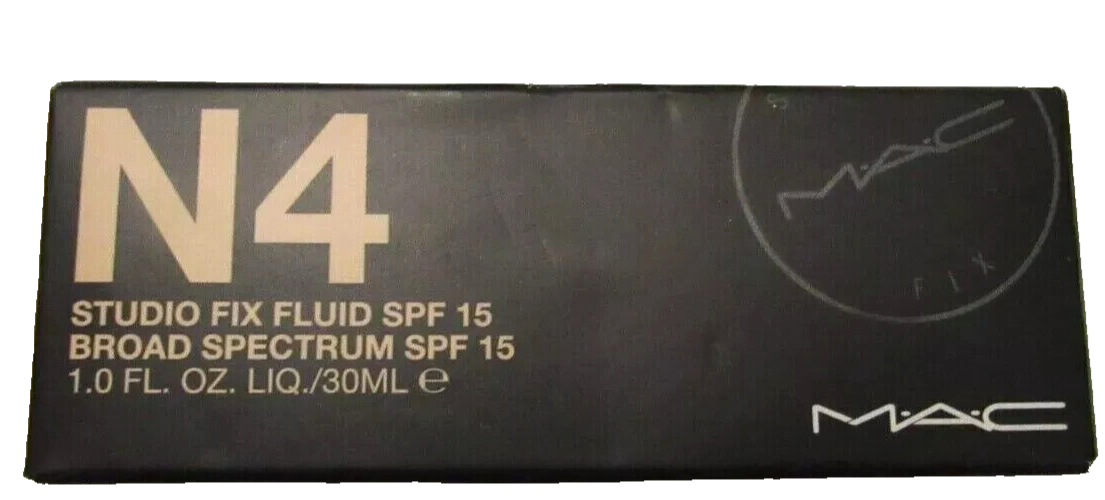 N4
STUDIO FIX FLUID SPF 15
BROAD SPECTRUM SPF 15
1.0 FL. OZ. LIQ./30ML ℮
M·A·C
FIX
M·A·C